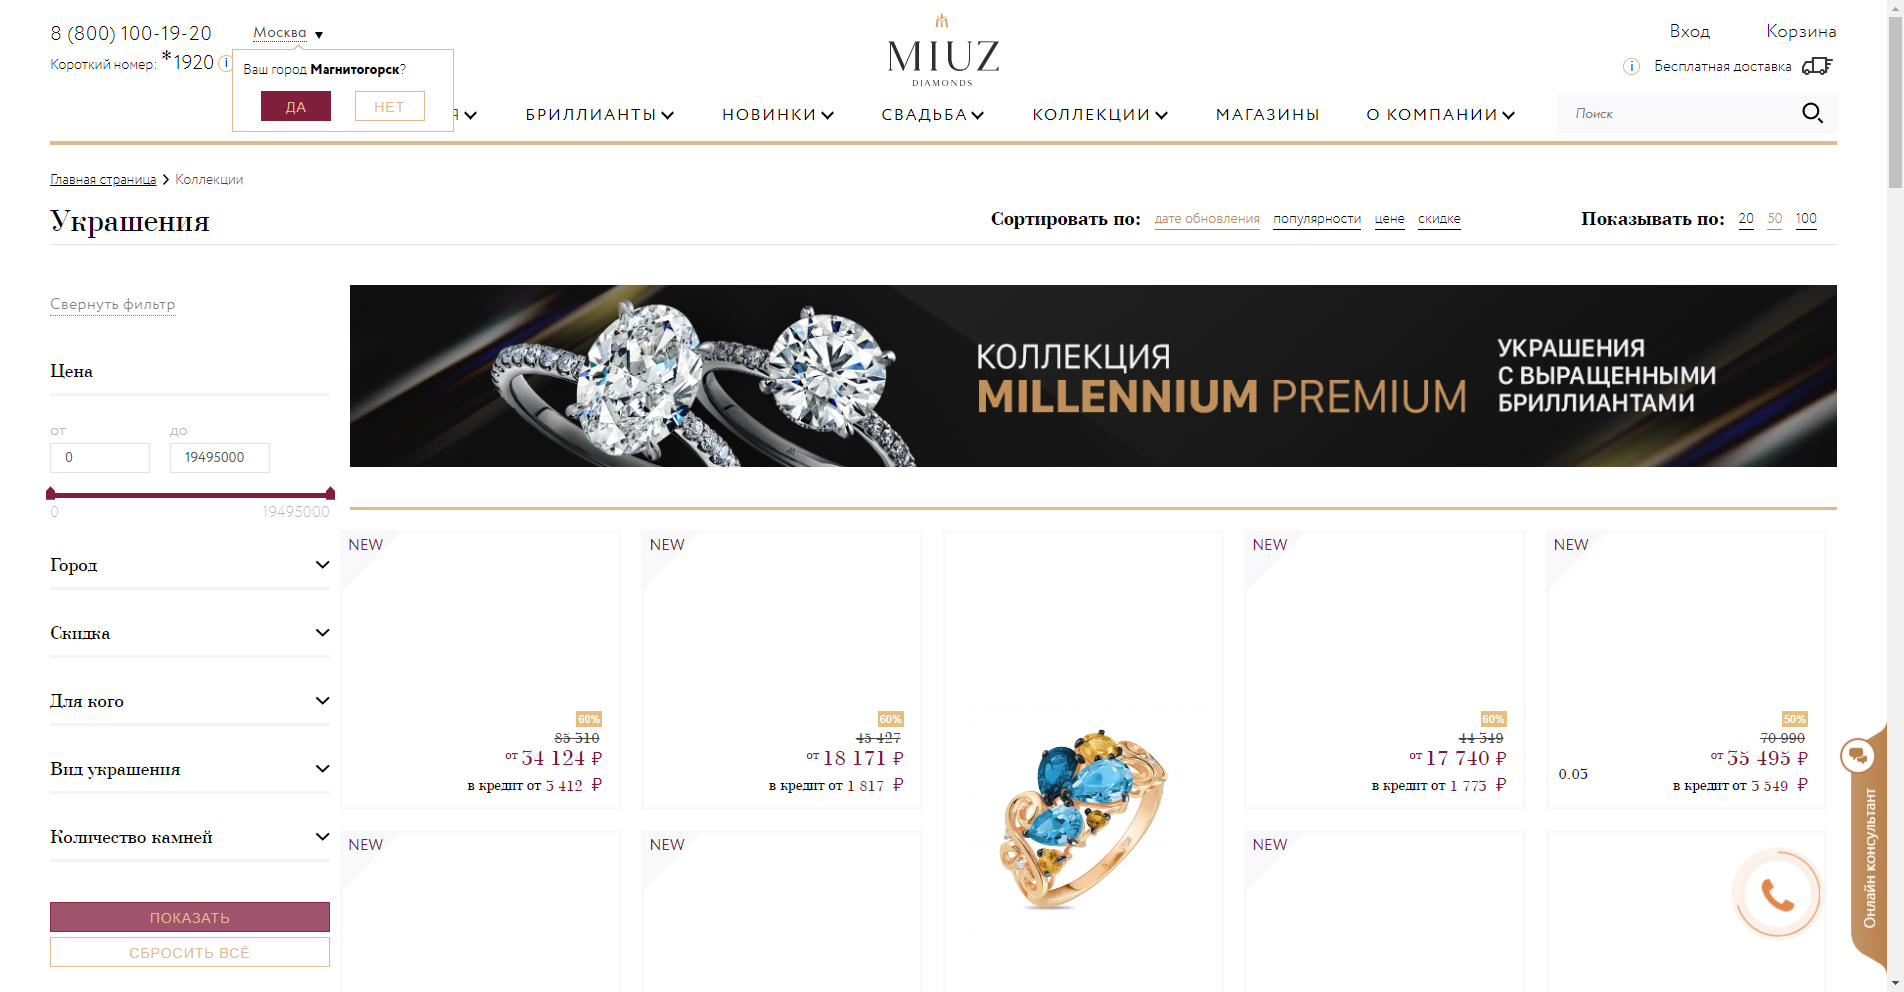 8 (800) 100-19-20
Москва
Короткий номер: *1920
Ваш город Магнитогорск?
ДА
НЕТ
MIUZ
DIAMONDS
Вход
Корзина
Бесплатная доставка
Я
БРИЛЛИАНТЫ
НОВИНКИ
СВАДЬБА
КОЛЛЕКЦИИ
МАГАЗИНЫ
О КОМПАНИИ
Поиск
Главная страница
Коллекции
Украшения
Сортировать по: дате обновления популярности цене скидке
Показывать по: 20 50 100
Свернуть фильтр
КОЛЛЕКЦИЯ
MILLENNIUM PREMIUM
УКРАШЕНИЯ
С ВЫРАЩЕННЫМИ
БРИЛЛИАНТАМИ
Цена
ОТ
ДО
0
19495000
0
19495000
Город
Скидка
Для кого
Вид украшения
Количество камней
ПОКАЗАТЬ
СБРОСИТЬ ВСЁ
NEW
60%
85 310
от 34 124 ₽
в кредит от 3 412 ₽
NEW
60%
45 427
от 18 171 ₽
в кредит от 1 817 ₽
NEW
60%
44 349
от 17 740 ₽
в кредит от 1 775 ₽
NEW
50%
70 990
от 35 495 ₽
0.03
в кредит от 3 549 ₽
NEW
NEW
NEW
Онлайн консультант